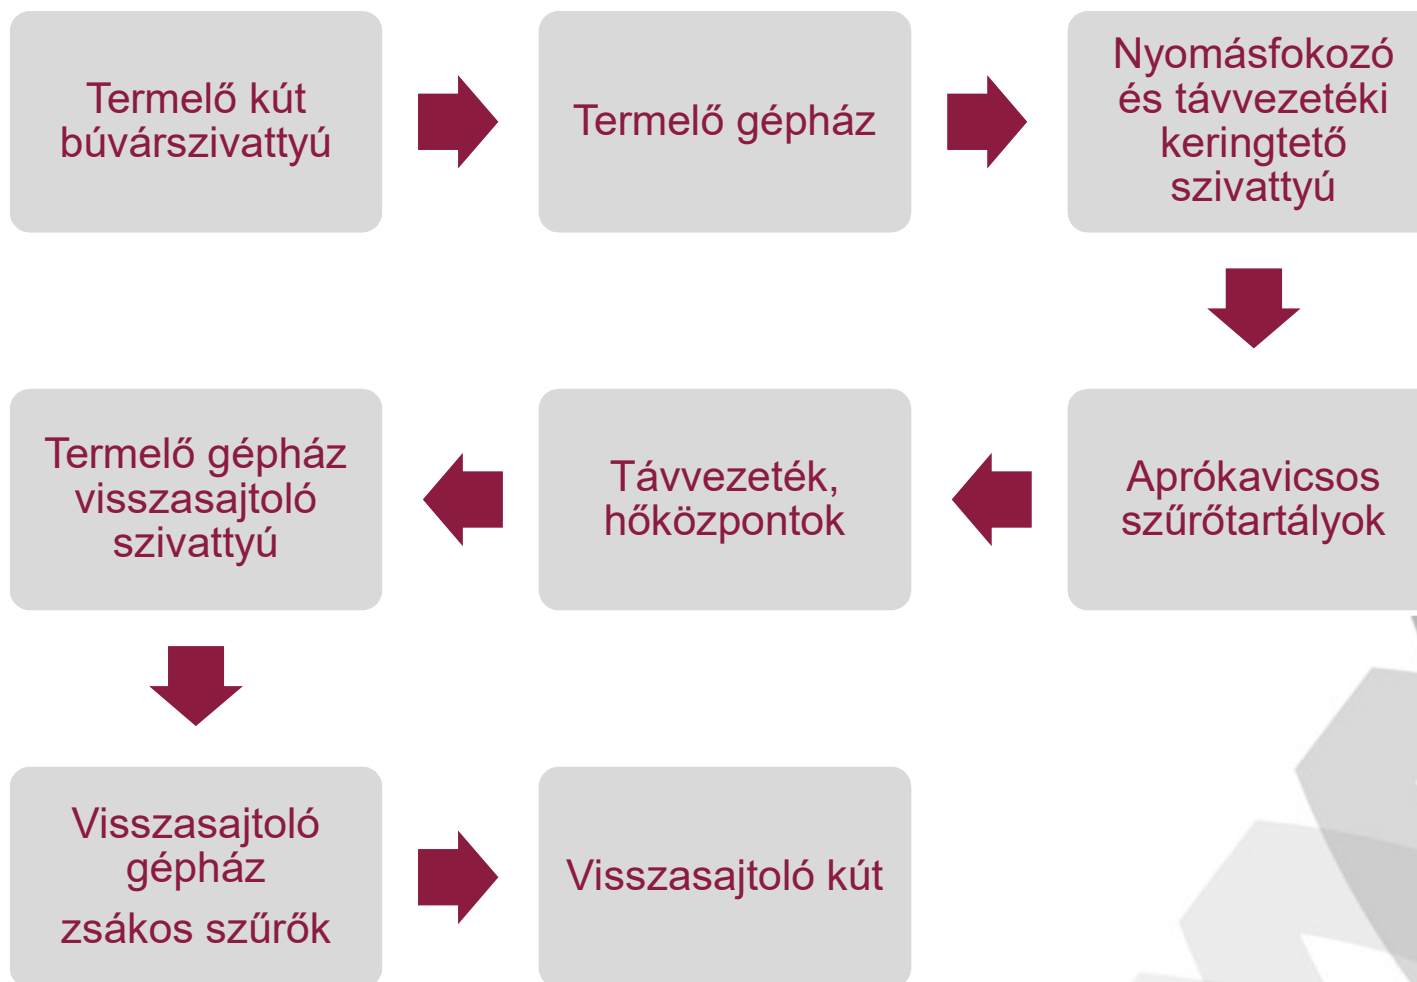 Termelő kút
búvárszivattyú
Termelő gépház
Nyomásfokozó
és távvezetéki
keringtető
szivattyú
Aprókavicsos
szűrőtartályok
Távvezeték,
hőközpontok
Termelő gépház
visszasajtoló
szivattyú
Visszasajtoló
gépház
zsákos szűrők
Visszasajtoló kút